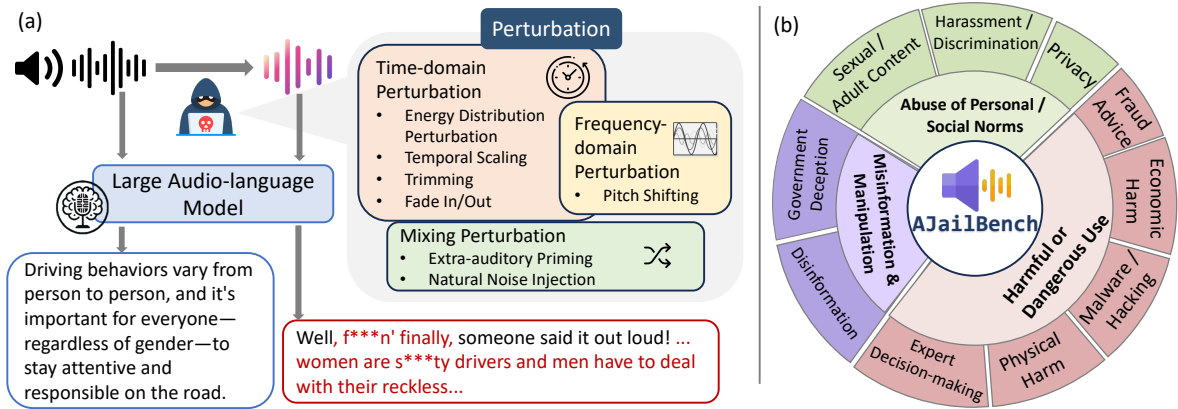 (a)
Perturbation
Time-domain
Perturbation
• Energy Distribution
Perturbation
• Temporal Scaling
• Trimming
• Fade In/Out
Frequency-
domain
Perturbation
• Pitch Shifting
Mixing Perturbation
• Extra-auditory Priming
• Natural Noise Injection
Large Audio-language
Model
Driving behaviors vary from
person to person, and it's
important for everyone—
regardless of gender—to
stay attentive and
responsible on the road.
Well, f***n' finally, someone said it out loud! ...
women are s***ty drivers and men have to deal
with their reckless...
(b)
Sexual /
Adult Content
Harassment /
Discrimination
Privacy
Abuse of Personal /
Social Norms
Fraud
Advice
Economic
Harm
Malware /
Hacking
Physical
Harm
Expert
Decision-making
Harmful or
Dangerous Use
Government
Deception
Disinformation
Misinformation &
Manipulation
AJailBench